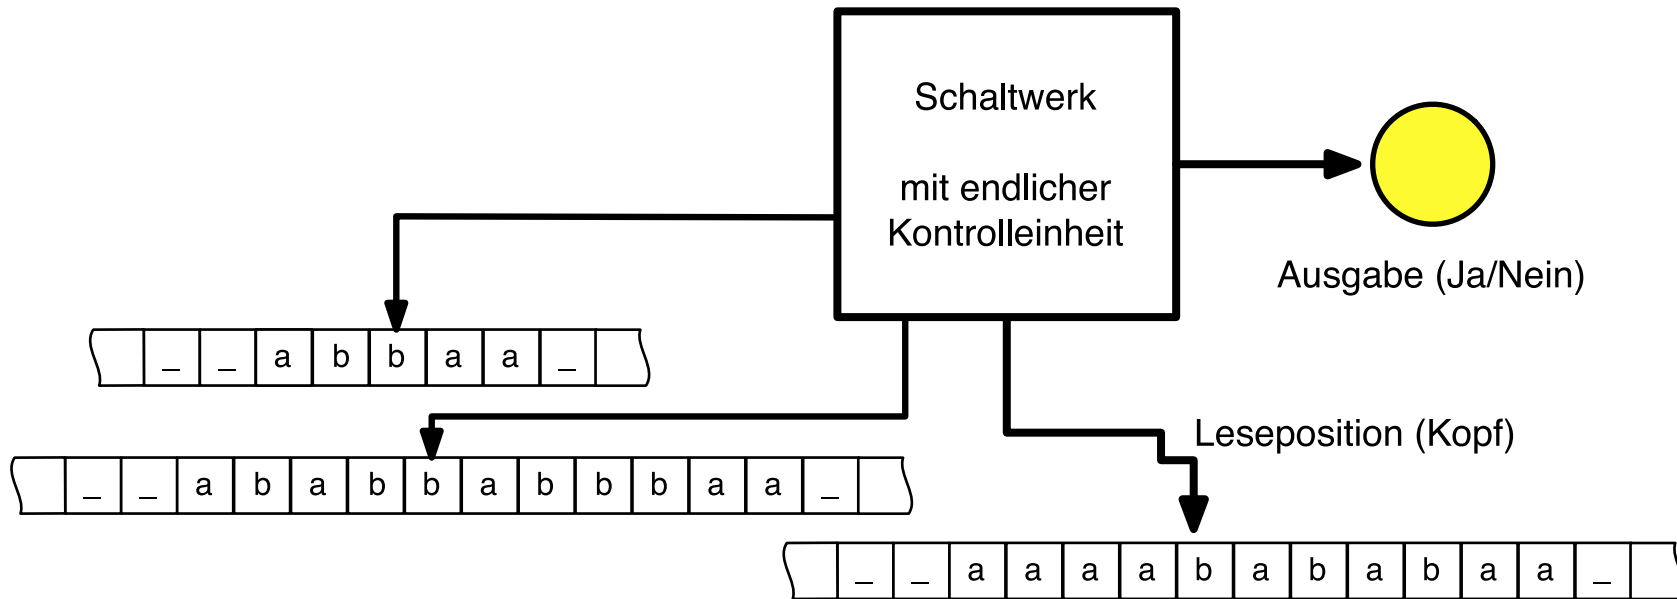 Schaltwerk
mit endlicher
Kontrolleinheit
Ausgabe (Ja/Nein)
_ _ a b b a a _
Leseposition (Kopf)
_ _ a b a b b a b b b a a _
_ _ a a a a b a b a b a a _